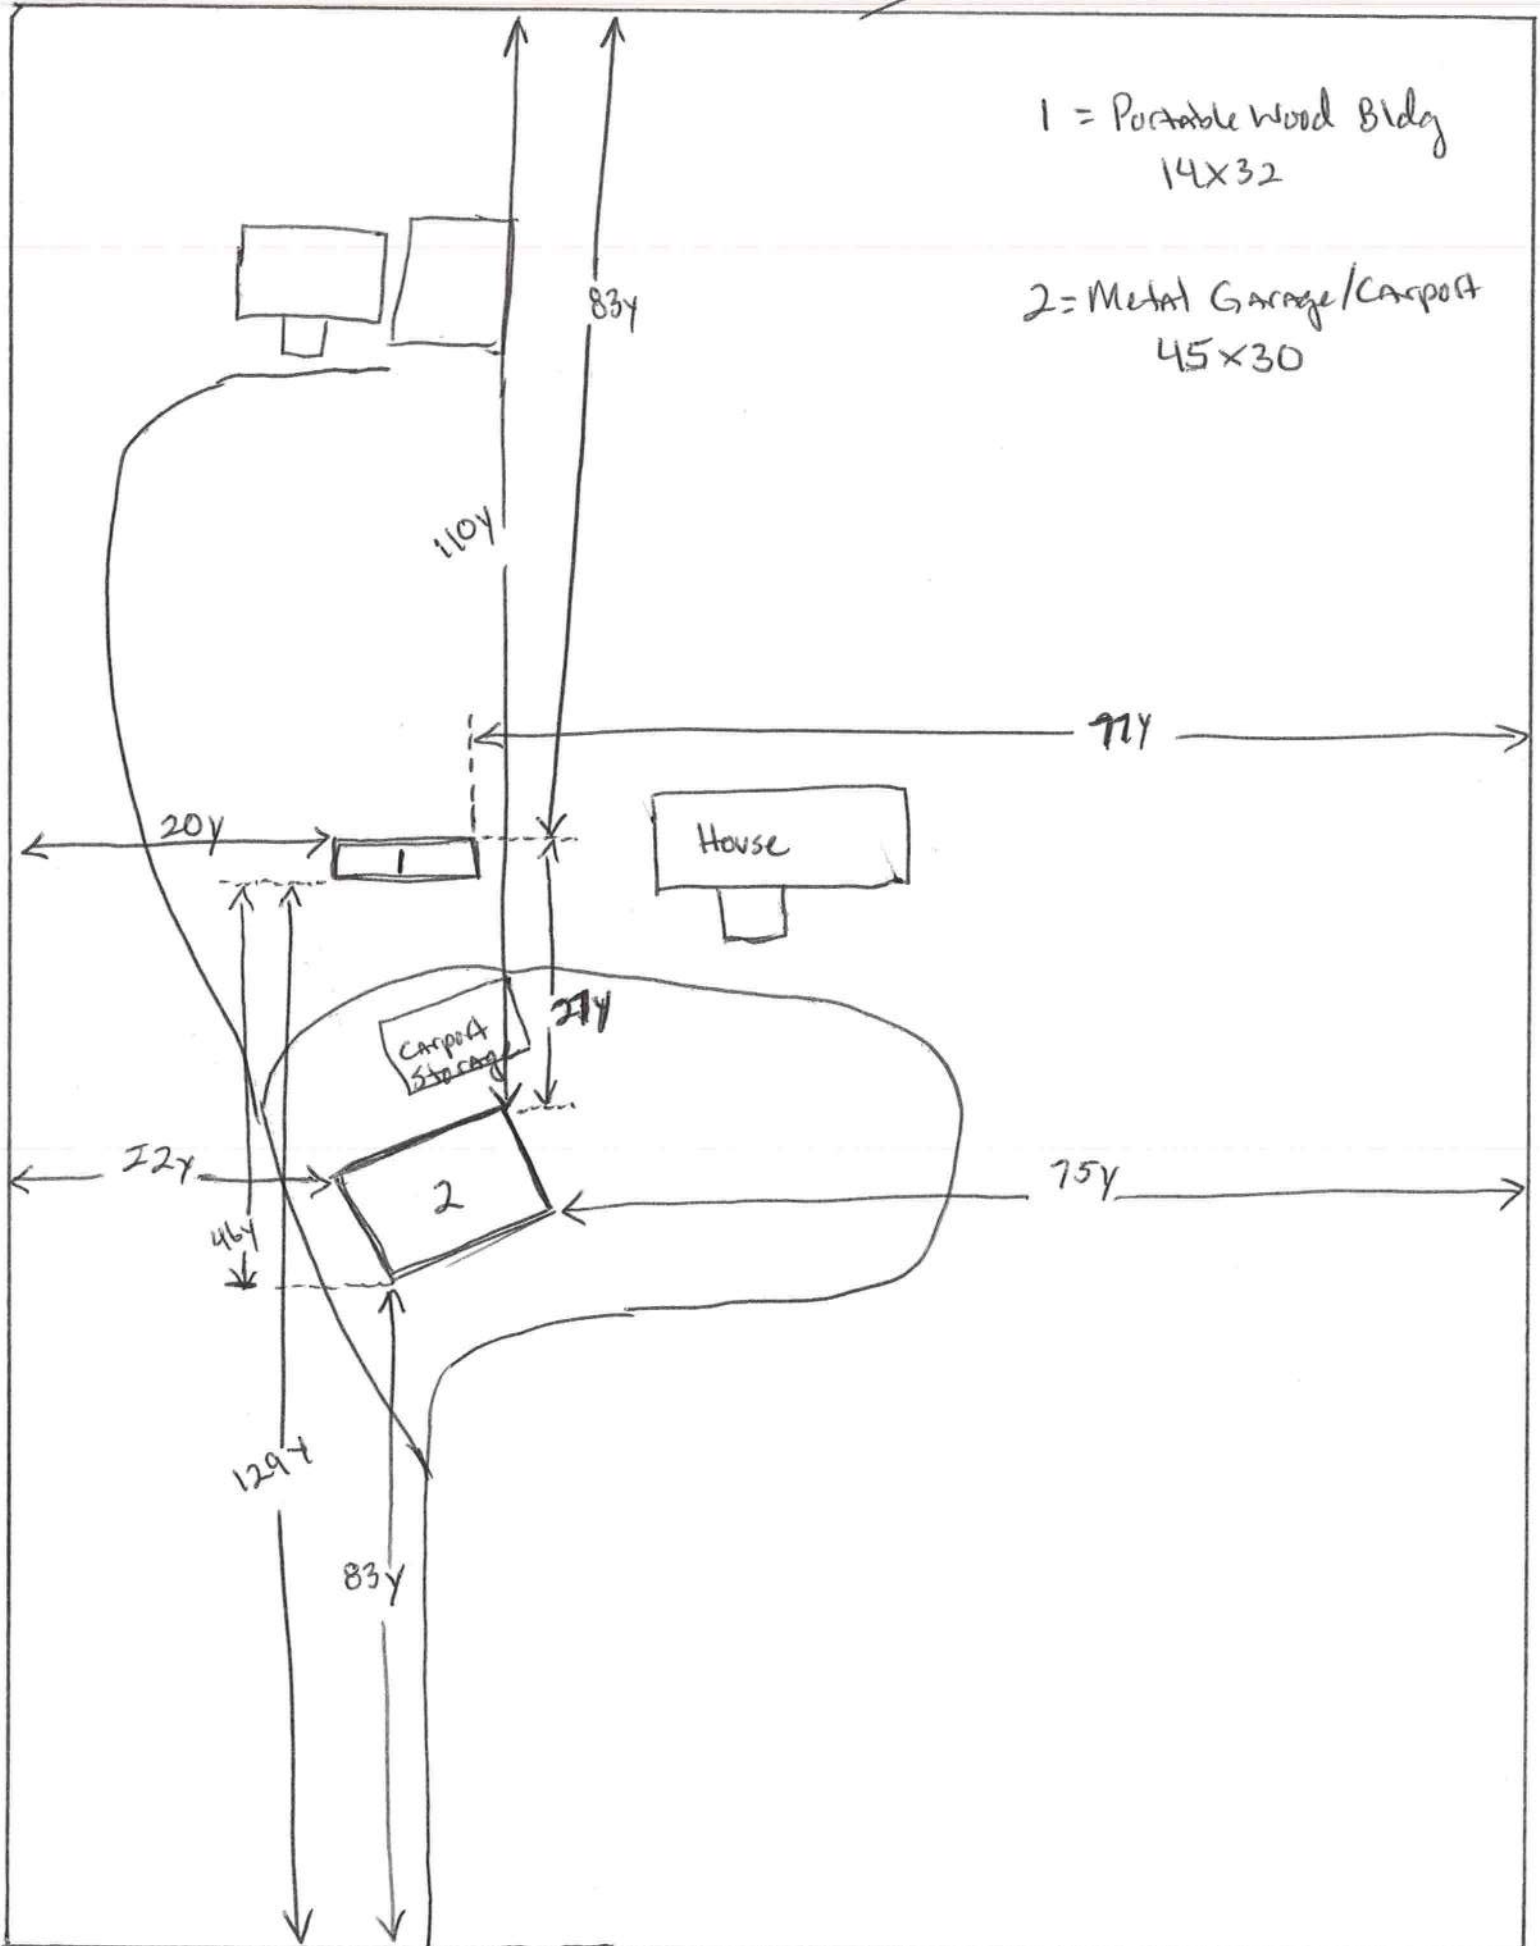 1 = Portable Wood Bldg
14x32
2= Metal Garage/Carport
45x30
83y
110y
20y
1
House
27y
Carport
Storage
22y
2
75y
46y
129y
83y